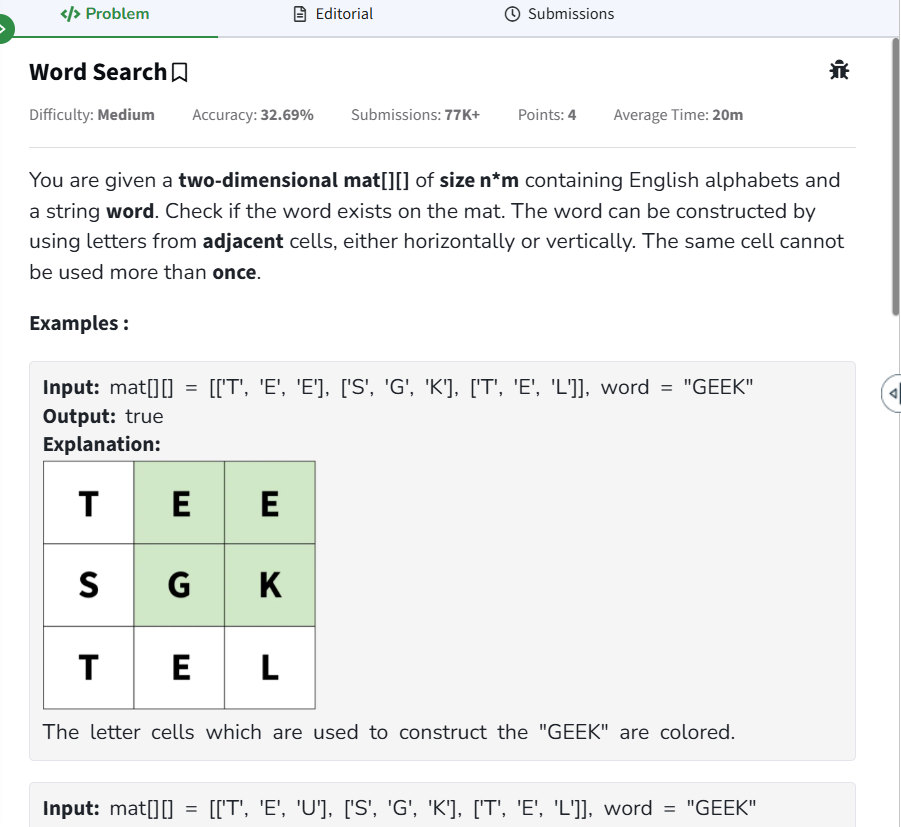 Problem Editorial Submissions
Word Search
Difficulty: Medium Accuracy: 32.69% Submissions: 77K+ Points: 4 Average Time: 20m
You are given a two-dimensional mat[][] of size n*m containing English alphabets and
a string word. Check if the word exists on the mat. The word can be constructed by
using letters from adjacent cells, either horizontally or vertically. The same cell cannot
be used more than once.
Examples :
Input: mat[][] = [['T', 'E', 'E'], ['S', 'G', 'K'], ['T', 'E', 'L']], word = "GEEK"
Output: true
Explanation:
T E E
S G K
T E L
The letter cells which are used to construct the "GEEK" are colored.
Input: mat[][] = [['T', 'E', 'U'], ['S', 'G', 'K'], ['T', 'E', 'L']], word = "GEEK"